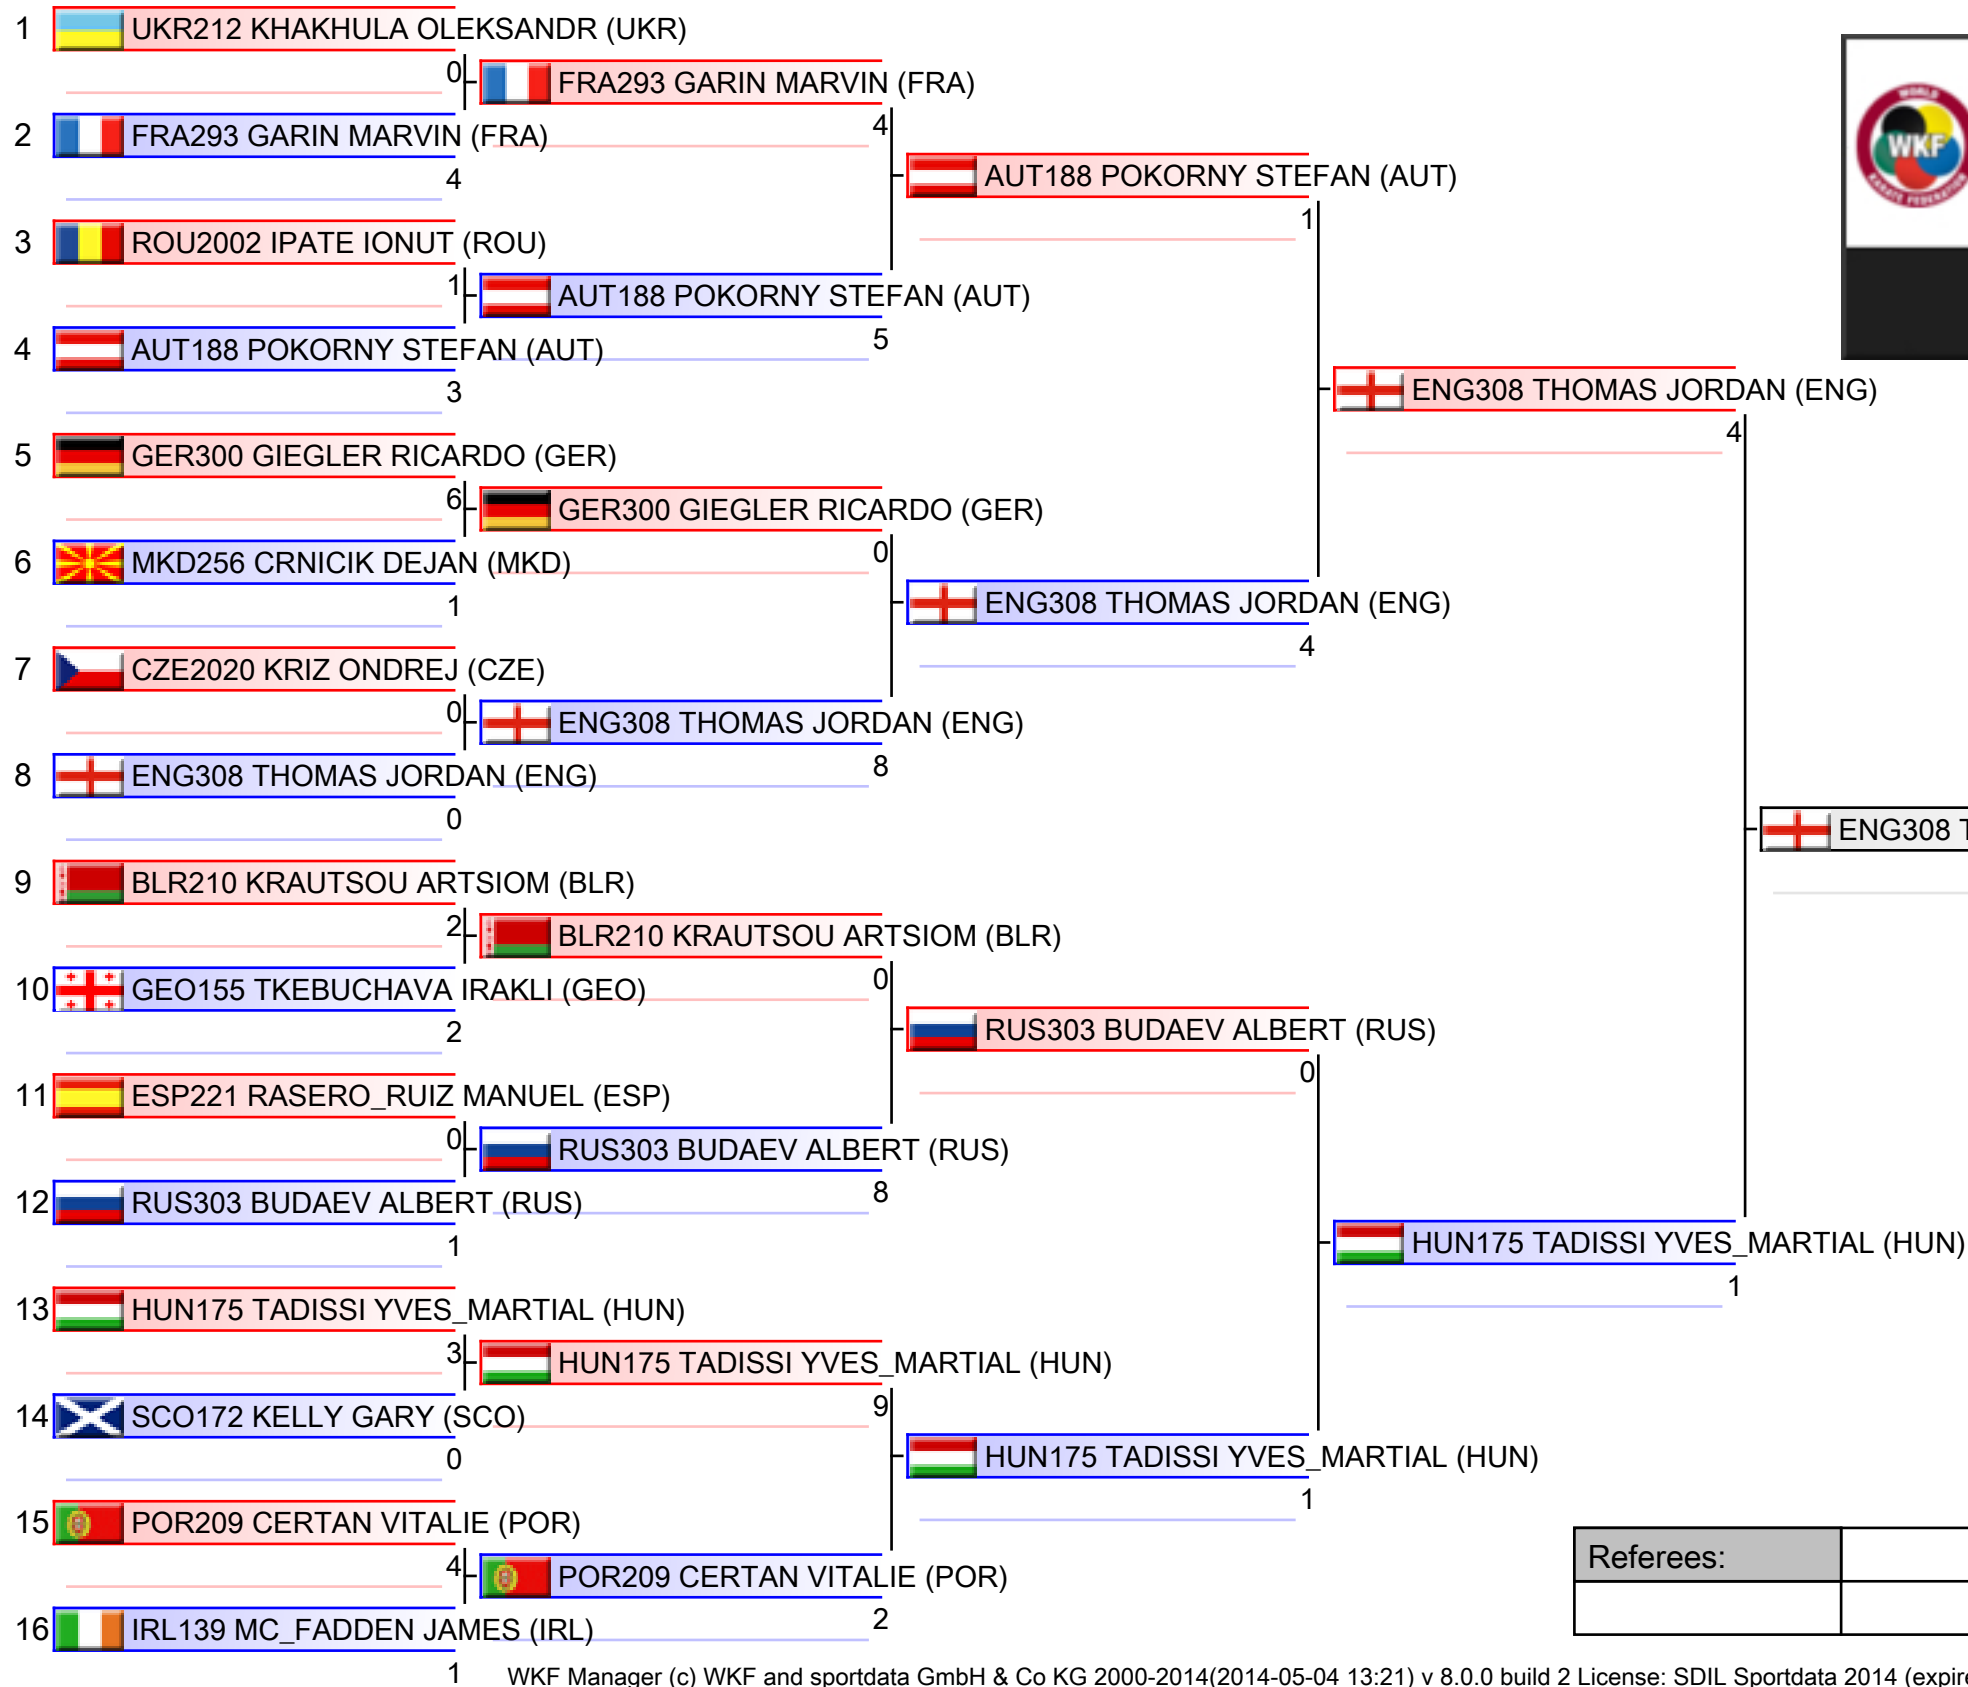 1 UKR212 KHAKHULA OLEKSANDR (UKR)
0
2 FRA293 GARIN MARVIN (FRA)
4
3 ROU2002 IPATE IONUT (ROU)
1
4 AUT188 POKORNY STEFAN (AUT)
3
5 GER300 GIEGLER RICARDO (GER)
6
6 MKD256 CRNICIK DEJAN (MKD)
1
7 CZE2020 KRIZ ONDREJ (CZE)
0
8 ENG308 THOMAS JORDAN (ENG)
0
9 BLR210 KRAUTSOU ARTSIOM (BLR)
2
10 GEO155 TKEBUCHAVA IRAKLI (GEO)
2
11 ESP221 RASERO_RUIZ MANUEL (ESP)
0
12 RUS303 BUDAEV ALBERT (RUS)
1
13 HUN175 TADISSI YVES_MARTIAL (HUN)
3
14 SCO172 KELLY GARY (SCO)
0
15 POR209 CERTAN VITALIE (POR)
4
16 IRL139 MC_FADDEN JAMES (IRL)
1
FRA293 GARIN MARVIN (FRA)
4
AUT188 POKORNY STEFAN (AUT)
5
GER300 GIEGLER RICARDO (GER)
0
ENG308 THOMAS JORDAN (ENG)
8
BLR210 KRAUTSOU ARTSIOM (BLR)
0
RUS303 BUDAEV ALBERT (RUS)
8
HUN175 TADISSI YVES_MARTIAL (HUN)
9
POR209 CERTAN VITALIE (POR)
2
AUT188 POKORNY STEFAN (AUT)
1
ENG308 THOMAS JORDAN (ENG)
4
RUS303 BUDAEV ALBERT (RUS)
0
HUN175 TADISSI YVES_MARTIAL (HUN)
1
ENG308 THOMAS JORDAN (ENG)
4
HUN175 TADISSI YVES_MARTIAL (HUN)
1
ENG308 T
WORLD
WKF
KARATE FEDERATION
Referees:
WKF Manager (c) WKF and sportdata GmbH & Co KG 2000-2014(2014-05-04 13:21) v 8.0.0 build 2 License: SDIL Sportdata 2014 (expire